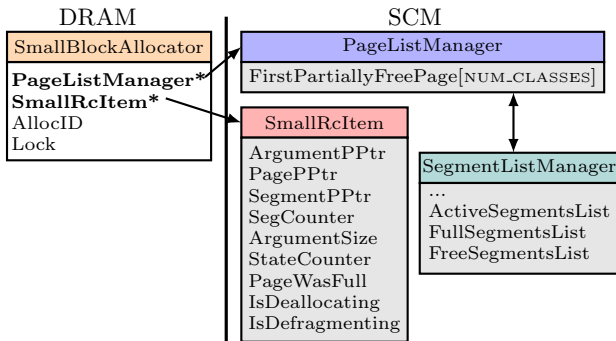 DRAM
SCM
SmallBlockAllocator
PageListManager*
SmallRcItem*
AllocID
Lock
PageListManager
FirstPartiallyFreePage[NUM_CLASSES]
SmallRcItem
ArgumentPPtr
PagePPtr
SegmentPPtr
SegCounter
ArgumentSize
StateCounter
PageWasFull
IsDeallocating
IsDefragmenting
SegmentListManager
...
ActiveSegmentsList
FullSegmentsList
FreeSegmentsList